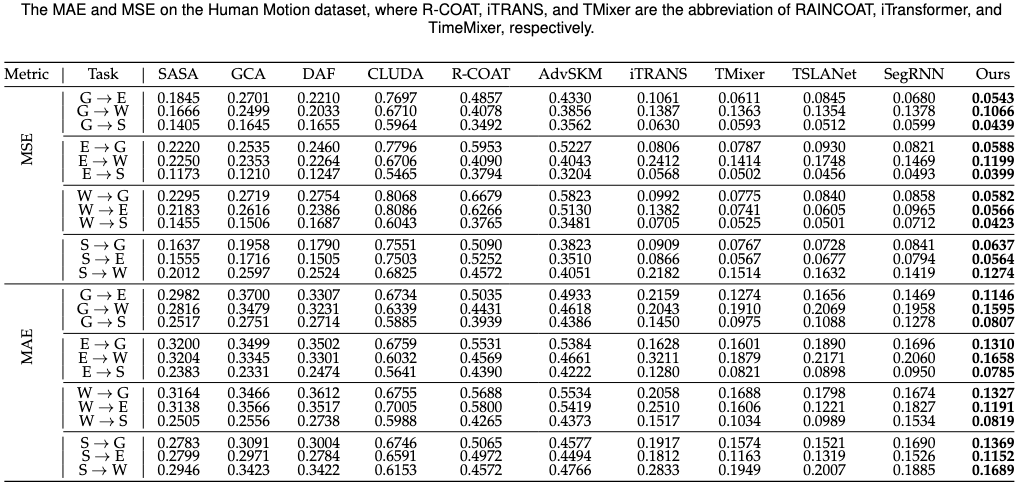 The MAE and MSE on the Human Motion dataset, where R-COAT, iTRANS, and TMixer are the abbreviation of RAINCOAT, iTransformer, and
TimeMixer, respectively.
Metric Task SASA GCA DAF CLUDA R-COAT AdvSKM iTRANS TMixer TSLANet SegRNN Ours
MSE
G → E 0.1845 0.2701 0.2210 0.7697 0.4857 0.4330 0.1061 0.0611 0.0845 0.0680 0.0543
G → W 0.1666 0.2499 0.2033 0.6710 0.4078 0.3856 0.1387 0.1363 0.1354 0.1378 0.1066
G → S 0.1405 0.1645 0.1655 0.5964 0.3492 0.3562 0.0630 0.0593 0.0512 0.0599 0.0439
E → G 0.2220 0.2535 0.2460 0.7796 0.5953 0.5227 0.0806 0.0787 0.0930 0.0821 0.0588
E → W 0.2250 0.2353 0.2264 0.6706 0.4090 0.4043 0.2412 0.1414 0.1748 0.1469 0.1199
E → S 0.1173 0.1210 0.1247 0.5465 0.3794 0.3204 0.0568 0.0502 0.0456 0.0493 0.0399
W → G 0.2295 0.2719 0.2754 0.8068 0.6679 0.5823 0.0992 0.0775 0.0840 0.0858 0.0582
W → E 0.2183 0.2616 0.2386 0.8086 0.6266 0.5130 0.1382 0.0741 0.0605 0.0965 0.0566
W → S 0.1455 0.1506 0.1687 0.6043 0.3765 0.3481 0.0705 0.0525 0.0501 0.0712 0.0423
S → G 0.1637 0.1958 0.1790 0.7551 0.5090 0.3823 0.0909 0.0767 0.0728 0.0841 0.0637
S → E 0.1555 0.1716 0.1505 0.7503 0.5252 0.3510 0.0866 0.0567 0.0677 0.0794 0.0564
S → W 0.2012 0.2597 0.2524 0.6825 0.4572 0.4051 0.2182 0.1514 0.1632 0.1419 0.1274
MAE
G → E 0.2982 0.3700 0.3307 0.6734 0.5035 0.4933 0.2159 0.1274 0.1656 0.1469 0.1146
G → W 0.2816 0.3479 0.3231 0.6339 0.4431 0.4618 0.2043 0.1910 0.2069 0.1958 0.1595
G → S 0.2517 0.2751 0.2714 0.5885 0.3939 0.4386 0.1450 0.0975 0.1088 0.1278 0.0807
E → G 0.3200 0.3499 0.3502 0.6759 0.5531 0.5384 0.1628 0.1601 0.1890 0.1696 0.1310
E → W 0.3204 0.3345 0.3301 0.6032 0.4569 0.4661 0.3211 0.1879 0.2171 0.2060 0.1658
E → S 0.2383 0.2331 0.2474 0.5641 0.4390 0.4222 0.1280 0.0821 0.0898 0.0950 0.0785
W → G 0.3164 0.3466 0.3612 0.6755 0.5688 0.5534 0.2058 0.1688 0.1798 0.1674 0.1327
W → E 0.3138 0.3566 0.3517 0.7005 0.5800 0.5419 0.2510 0.1606 0.1221 0.1827 0.1191
W → S 0.2505 0.2556 0.2738 0.5988 0.4265 0.4373 0.1517 0.1034 0.0989 0.1534 0.0819
S → G 0.2783 0.3091 0.3004 0.6746 0.5065 0.4577 0.1917 0.1574 0.1521 0.1690 0.1369
S → E 0.2799 0.2971 0.2784 0.6591 0.4972 0.4494 0.1812 0.1163 0.1319 0.1526 0.1152
S → W 0.2946 0.3423 0.3422 0.6153 0.4572 0.4766 0.2833 0.1949 0.2007 0.1885 0.1689